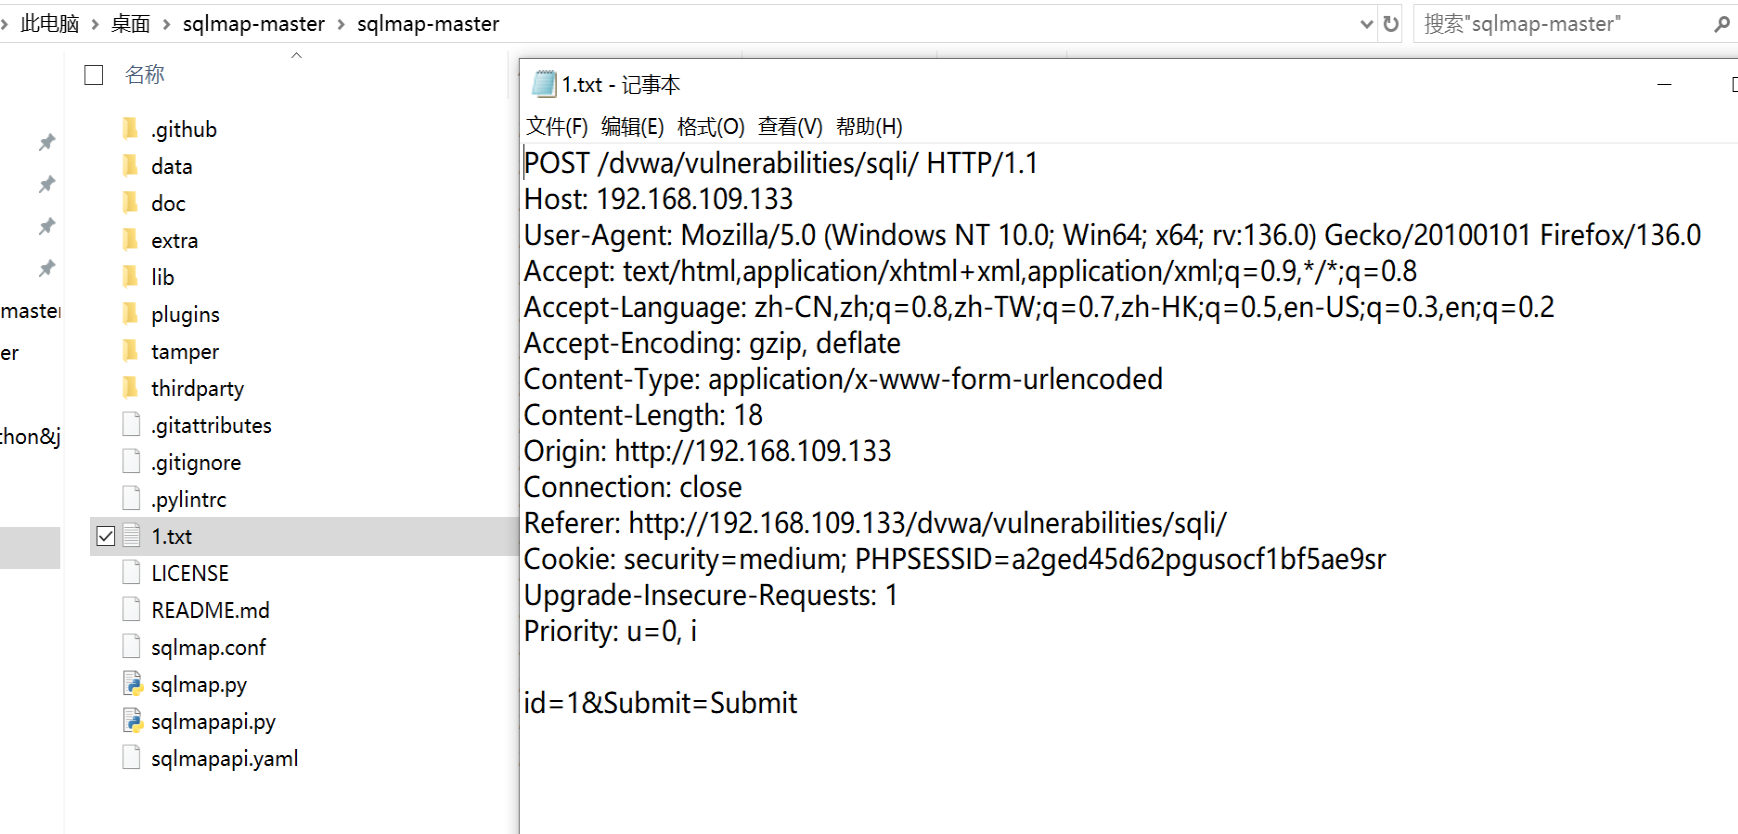 此电脑 > 桌面 > sqlmap-master > sqlmap-master
搜索"sqlmap-master"
名称
.github
data
doc
extra
lib
plugins
tamper
thirdparty
.gitattributes
.gitignore
.pylintrc
1.txt
LICENSE
README.md
sqlmap.conf
sqlmap.py
sqlmapapi.py
sqlmapapi.yaml
maste
er
thon&j
1.txt - 记事本
文件(F) 编辑(E) 格式(O) 查看(V) 帮助(H)
POST /dvwa/vulnerabilities/sqli/ HTTP/1.1
Host: 192.168.109.133
User-Agent: Mozilla/5.0 (Windows NT 10.0; Win64; x64; rv:136.0) Gecko/20100101 Firefox/136.0
Accept: text/html,application/xhtml+xml,application/xml;q=0.9,*/*;q=0.8
Accept-Language: zh-CN,zh;q=0.8,zh-TW;q=0.7,zh-HK;q=0.5,en-US;q=0.3,en;q=0.2
Accept-Encoding: gzip, deflate
Content-Type: application/x-www-form-urlencoded
Content-Length: 18
Origin: http://192.168.109.133
Connection: close
Referer: http://192.168.109.133/dvwa/vulnerabilities/sqli/
Cookie: security=medium; PHPSESSID=a2ged45d62pgusocf1bf5ae9sr
Upgrade-Insecure-Requests: 1
Priority: u=0, i
id=1&Submit=Submit